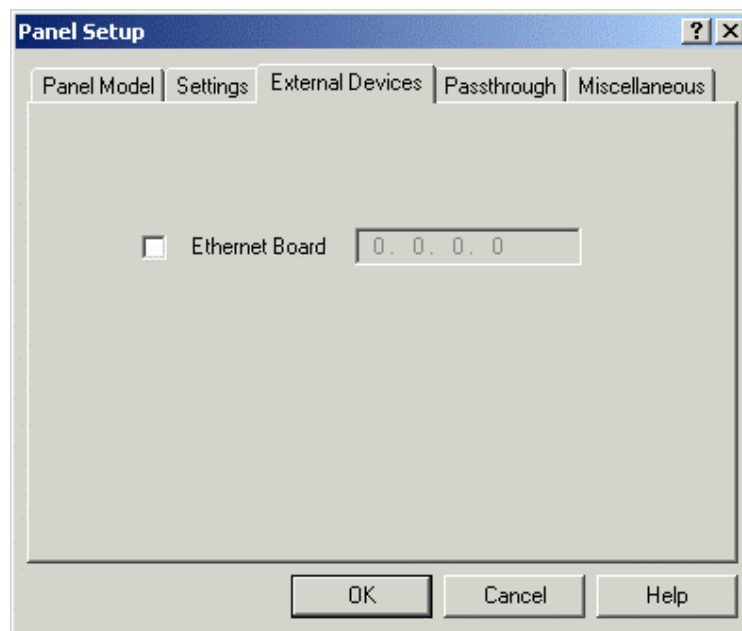 Panel Setup
Panel Model Settings External Devices Passthrough Miscellaneous
Ethernet Board 0. 0. 0. 0
OK Cancel Help